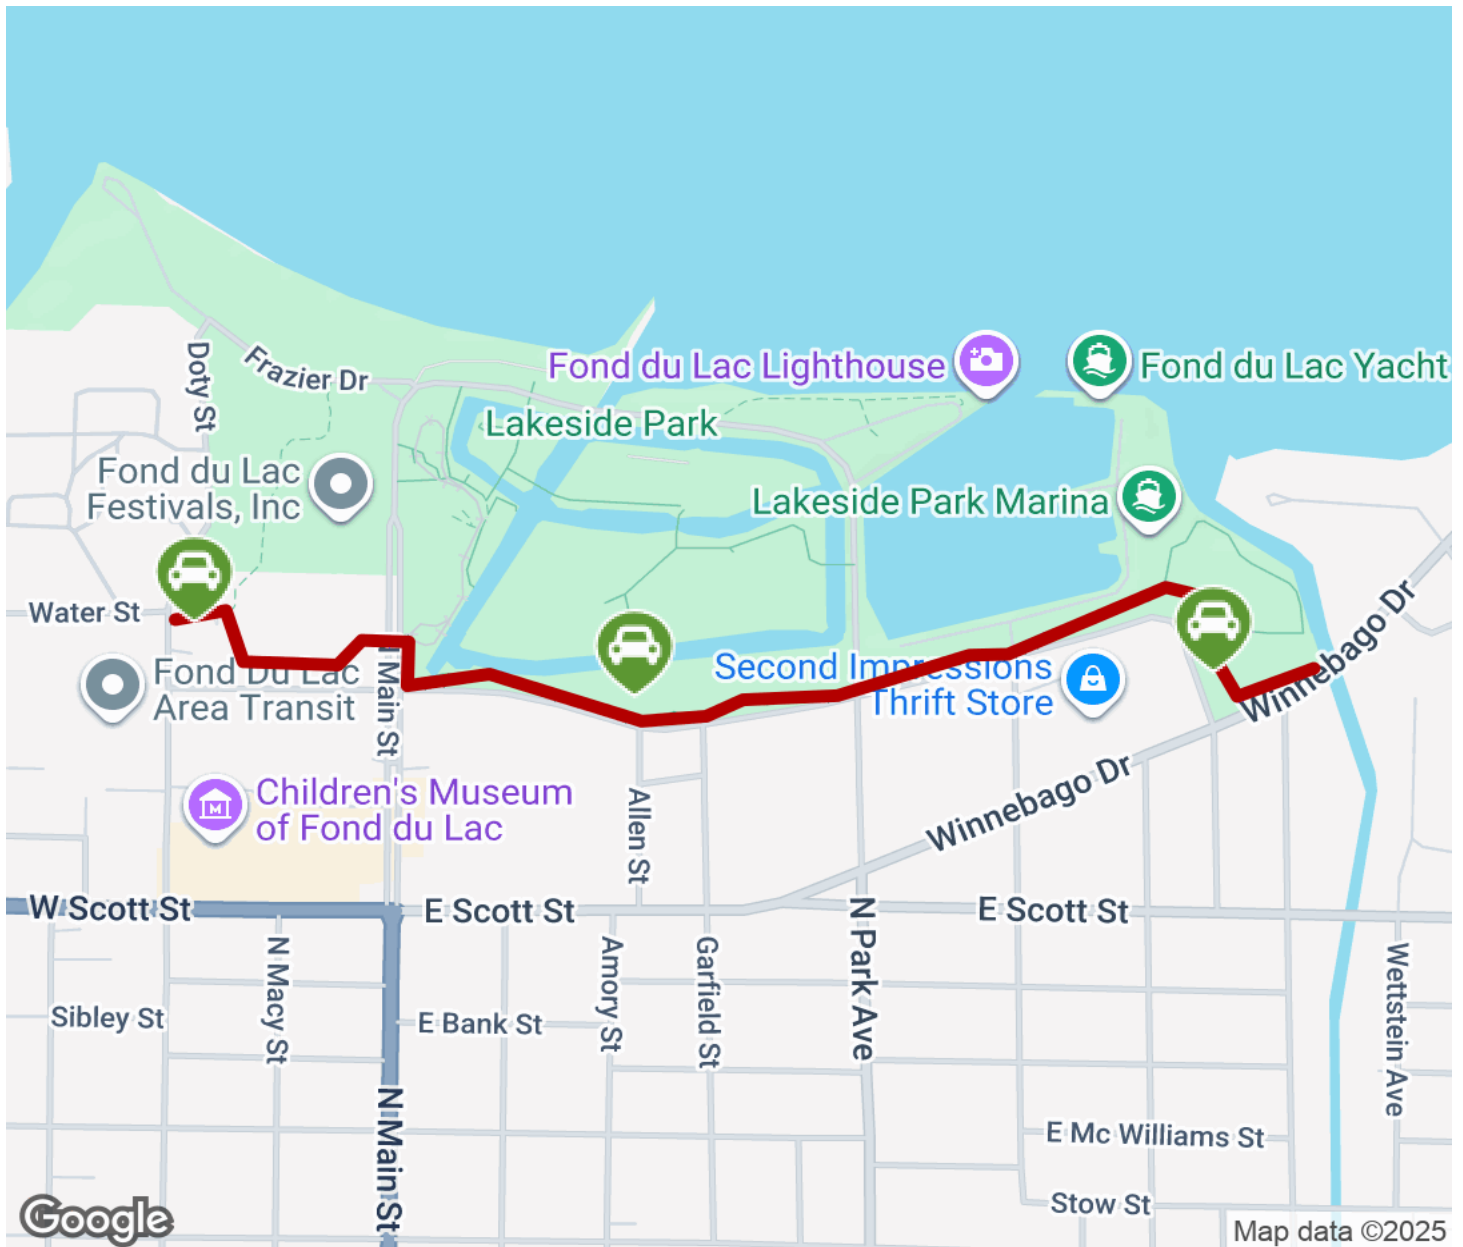 Doty St
Frazier Dr
Fond du Lac Lighthouse
Fond du Lac Yacht
Lakeside Park
Fond du Lac
Festivals, Inc
Lakeside Park Marina
Water St
Winnebago Dr
Fond Du Lac
Area Transit
N Main St
Second Impressions
Thrift Store
Children's Museum
of Fond du Lac
Allen St
Winnebago Dr
W Scott St
E Scott St
E Scott St
N Macy St
Amory St
Garfield St
N Park Ave
Wettstein Ave
Sibley St
E Bank St
N Main St
E Mc Williams St
Stow St
Google
Map data ©2025